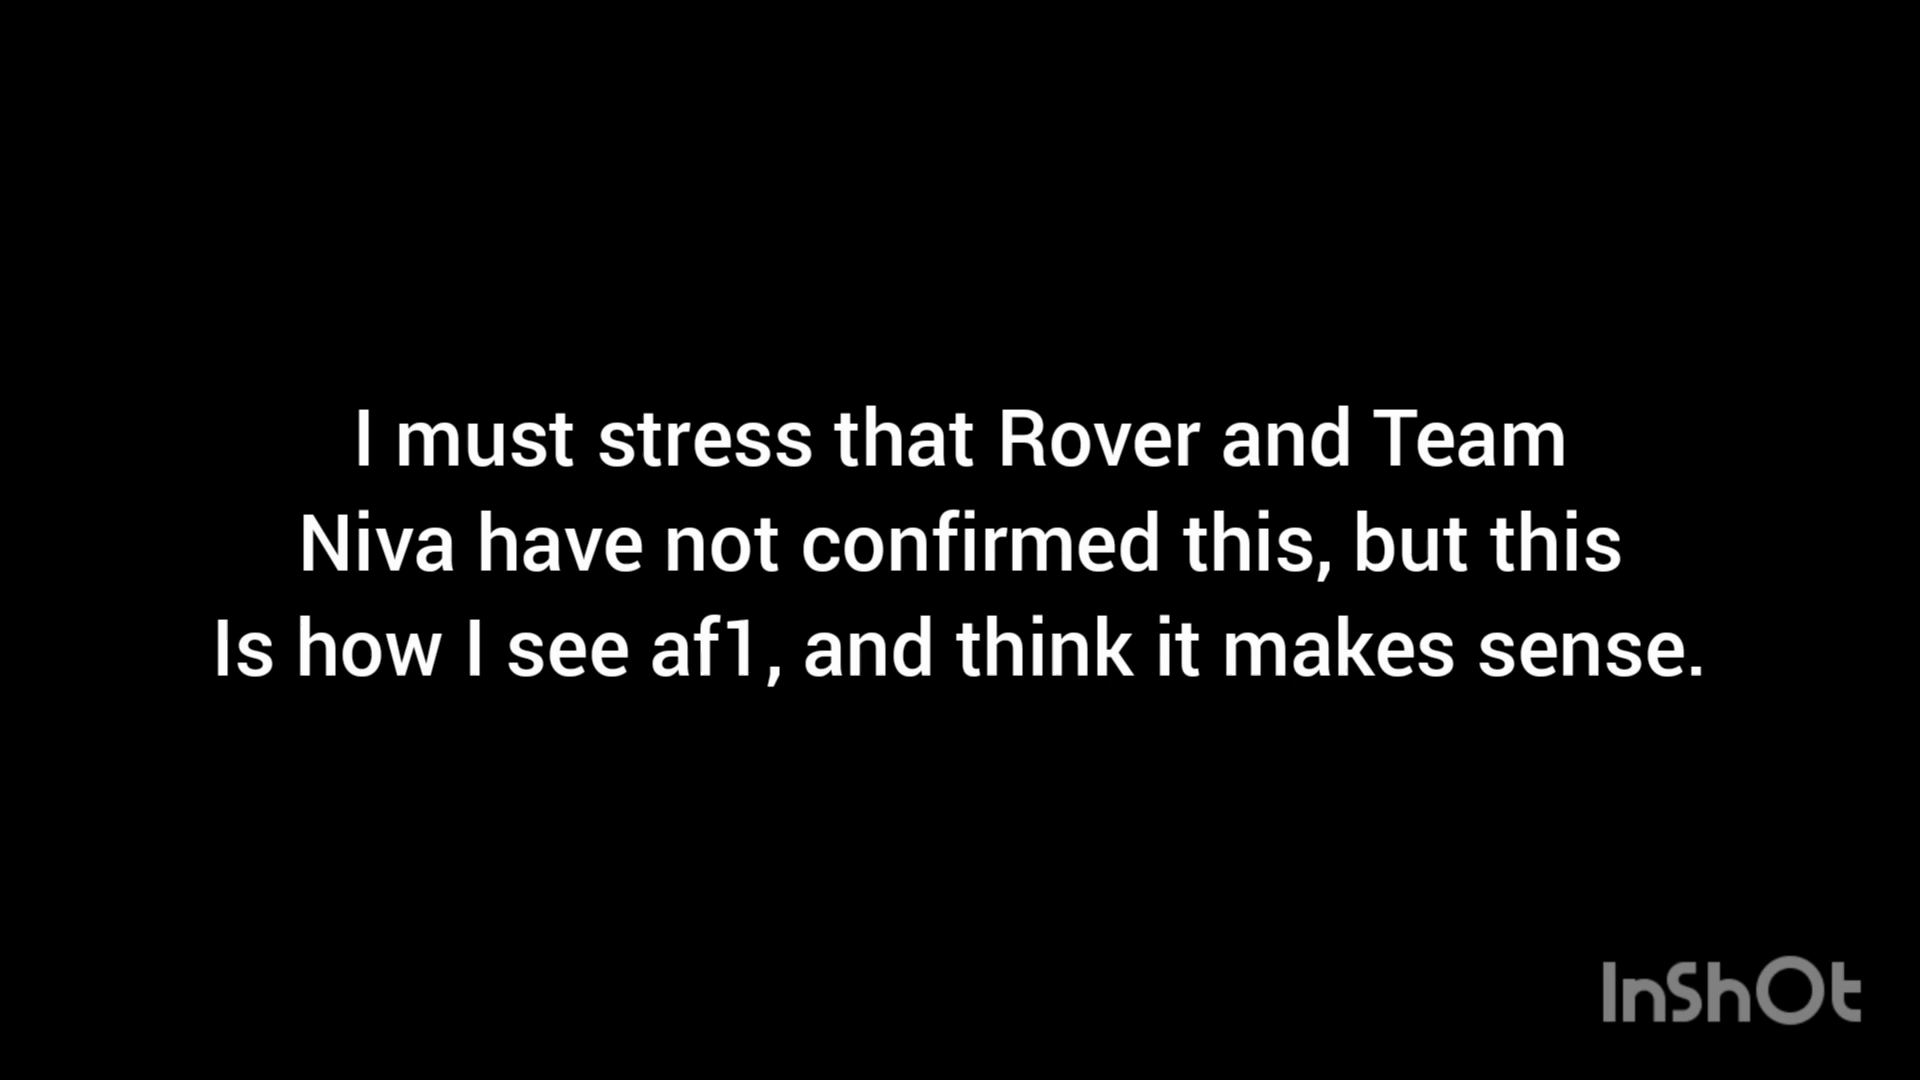 I must stress that Rover and Team
Niva have not confirmed this, but this
Is how I see af1, and think it makes sense.
InShOt